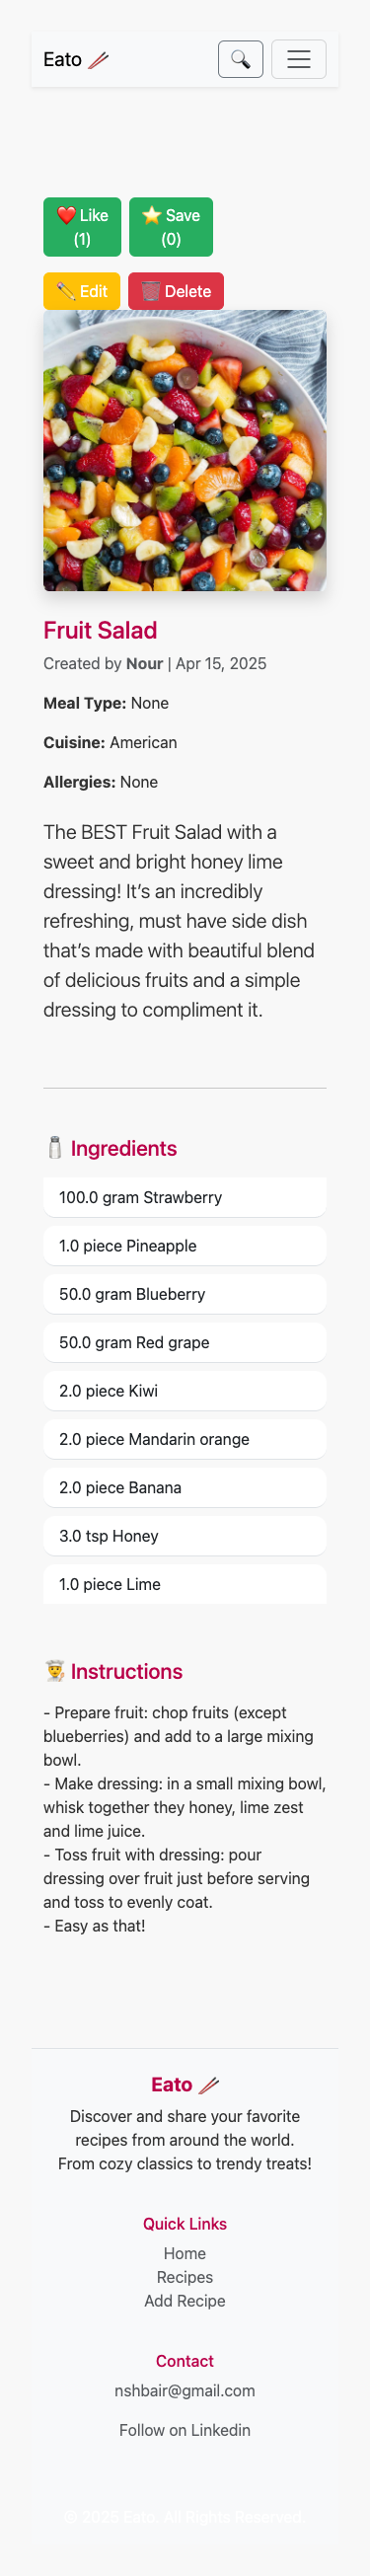 Eato 🥢
🔍
❤️ Like
(1)
⭐ Save
(0)
✏️ Edit
🗑️ Delete
Fruit Salad
Created by Nour | Apr 15, 2025
Meal Type: None
Cuisine: American
Allergies: None
The BEST Fruit Salad with a
sweet and bright honey lime
dressing! It’s an incredibly
refreshing, must have side dish
that’s made with beautiful blend
of delicious fruits and a simple
dressing to compliment it.
🧂 Ingredients
100.0 gram Strawberry
1.0 piece Pineapple
50.0 gram Blueberry
50.0 gram Red grape
2.0 piece Kiwi
2.0 piece Mandarin orange
2.0 piece Banana
3.0 tsp Honey
1.0 piece Lime
👨‍🍳 Instructions
- Prepare fruit: chop fruits (except
blueberries) and add to a large mixing
bowl.
- Make dressing: in a small mixing bowl,
whisk together they honey, lime zest
and lime juice.
- Toss fruit with dressing: pour
dressing over fruit just before serving
and toss to evenly coat.
- Easy as that!
Eato 🥢
Discover and share your favorite
recipes from around the world.
From cozy classics to trendy treats!
Quick Links
Home
Recipes
Add Recipe
Contact
nshbair@gmail.com
Follow on Linkedin
© 2025 Eato. All Rights Reserved.